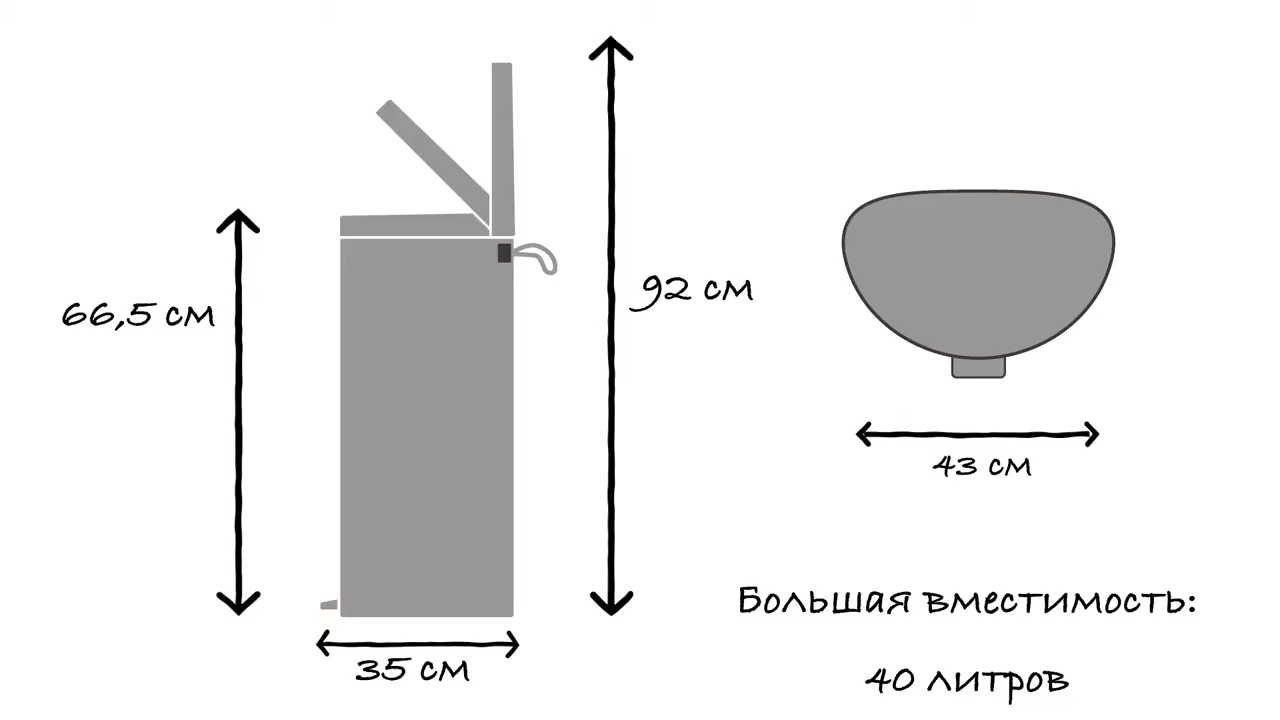 66,5 см
92 см
35 см
43 см
Большая вместимость:
40 литров